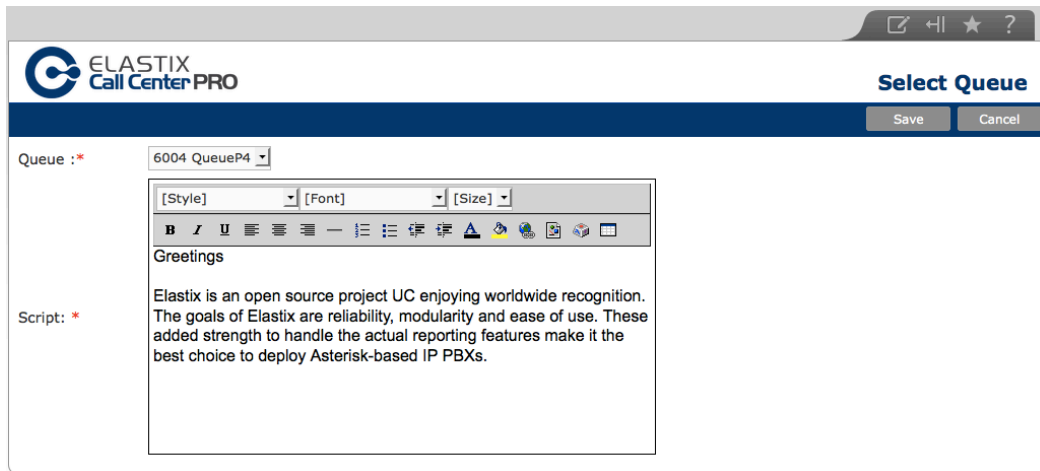 ?
ELASTIX
Call Center PRO
Select Queue
Save Cancel
Queue :* 6004 QueueP4
[Style] [Font] [Size]
B I U A
Greetings
Elastix is an open source project UC enjoying worldwide recognition.
The goals of Elastix are reliability, modularity and ease of use. These
added strength to handle the actual reporting features make it the
best choice to deploy Asterisk-based IP PBXs.
Script: *